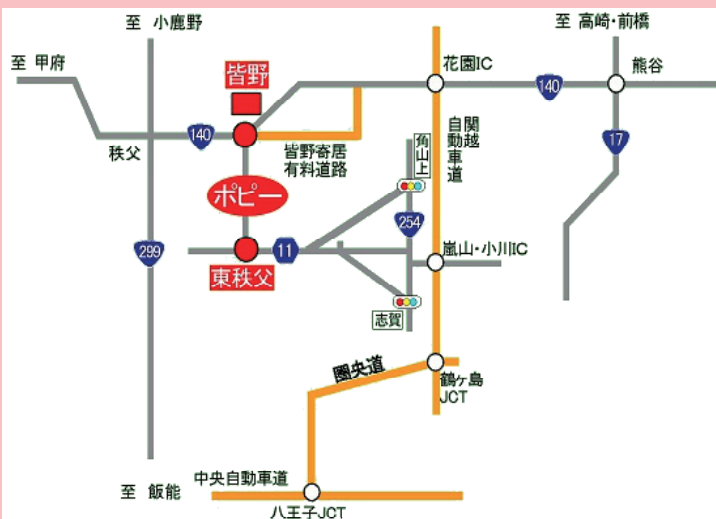 至 小鹿野
至 高崎・前橋
至 甲府
皆野
花園IC
熊谷
140
140
秩父
皆野寄居
有料道路
角山上
関越
自動車道
17
ポピー
254
299
11
東秩父
嵐山・小川IC
志賀
圏央道
鶴ヶ島
JCT
至 飯能
中央自動車道
八王子JCT